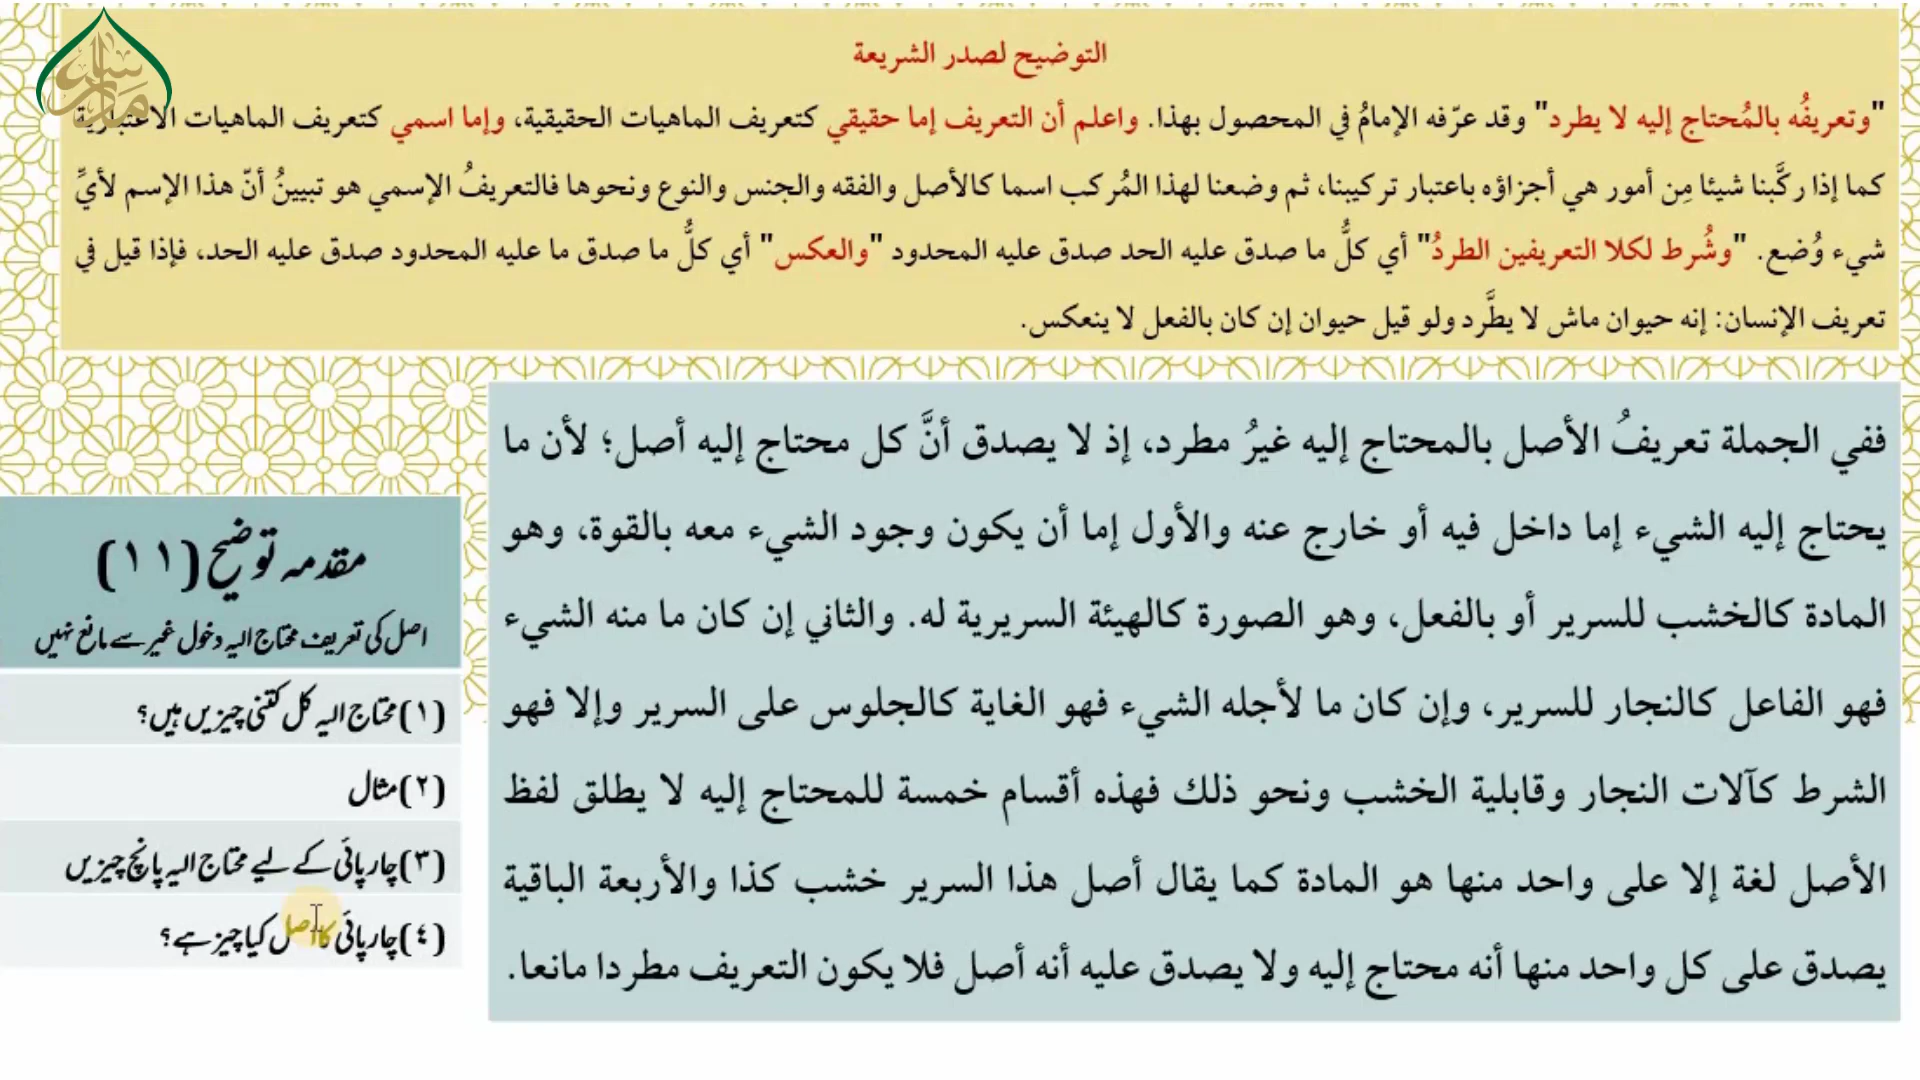 التوضيح لصدر الشريعة
"وتعريفُه بالمُحتاج إليه لا يطرد" وقد عرّفه الإمامُ في المحصول بهذا. واعلم أن التعريف إما حقيقي كتعريف الماهيات الحقيقية، وإما اسمي كتعريف الماهيات الاعتبارية
كما إذا ركَّبنا شيئا مِن أمور هي أجزاؤه باعتبار تركيبنا، ثم وضعنا لهذا المُركب اسما كالأصل والفقه والجنس والنوع ونحوها فالتعريفُ الإسمي هو تبيينُ أنّ هذا الإسم لأيِّ
شيء وُضع. "وشُرط لكلا التعريفين الطردُ" أي كلُّ ما صدق عليه الحد صدق عليه المحدود "والعكس" أي كلُّ ما صدق ما عليه المحدود صدق عليه الحد، فإذا قيل في
تعريف الإنسان: إنه حيوان ماش لا يطَّرد ولو قيل حيوان إن كان بالفعل لا ينعكس.
ففي الجملة تعريفُ الأصل بالمحتاج إليه غيرُ مطرد، إذ لا يصدق أنَّ كل محتاج إليه أصل؛ لأن ما
يحتاج إليه الشيء إما داخل فيه أو خارج عنه والأول إما أن يكون وجود الشيء معه بالقوة، وهو
المادة كالخشب للسرير أو بالفعل، وهو الصورة كالهيئة السريرية له. والثاني إن كان ما منه الشيء
فهو الفاعل كالنجار للسرير، وإن كان ما لأجله الشيء فهو الغاية كالجلوس على السرير وإلا فهو
الشرط كآلات النجار وقابلية الخشب ونحو ذلك فهذه أقسام خمسة للمحتاج إليه لا يطلق لفظ
الأصل لغة إلا على واحد منها هو المادة كما يقال أصل هذا السرير خشب كذا والأربعة الباقية
يصدق على كل واحد منها أنه محتاج إليه ولا يصدق عليه أنه أصل فلا يكون التعريف مطردا مانعا.
مقدمہ توضیح (١١)
اصل کی تعریف محتاج الیہ دخول غیر سے مانع نہیں
(١) محتاج الیہ کل کتنی چیزیں ہیں؟
(٢) مثال
(٣) چارپائی کے لیے محتاج الیہ پانچ چیزیں
(٤) چارپائی کا اصل کیا چیز ہے؟